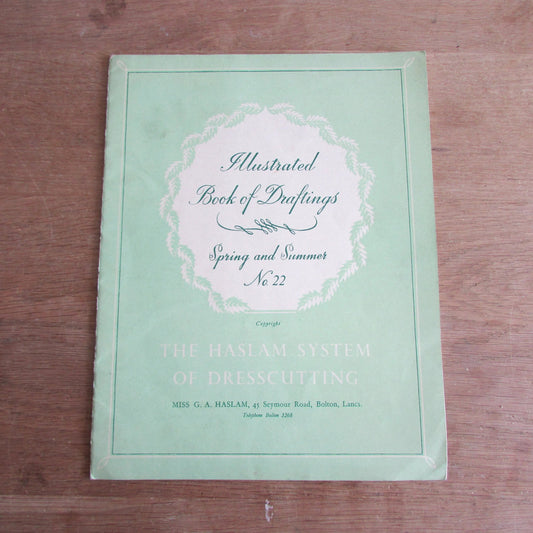 Illustrated
Book of Draftings
Spring and Summer
No. 22
Copyright
THE HASLAM SYSTEM
OF DRESSCUTTING
MISS G. A. HASLAM, 45 Seymour Road, Bolton, Lancs.
Telephone Bolton 2268